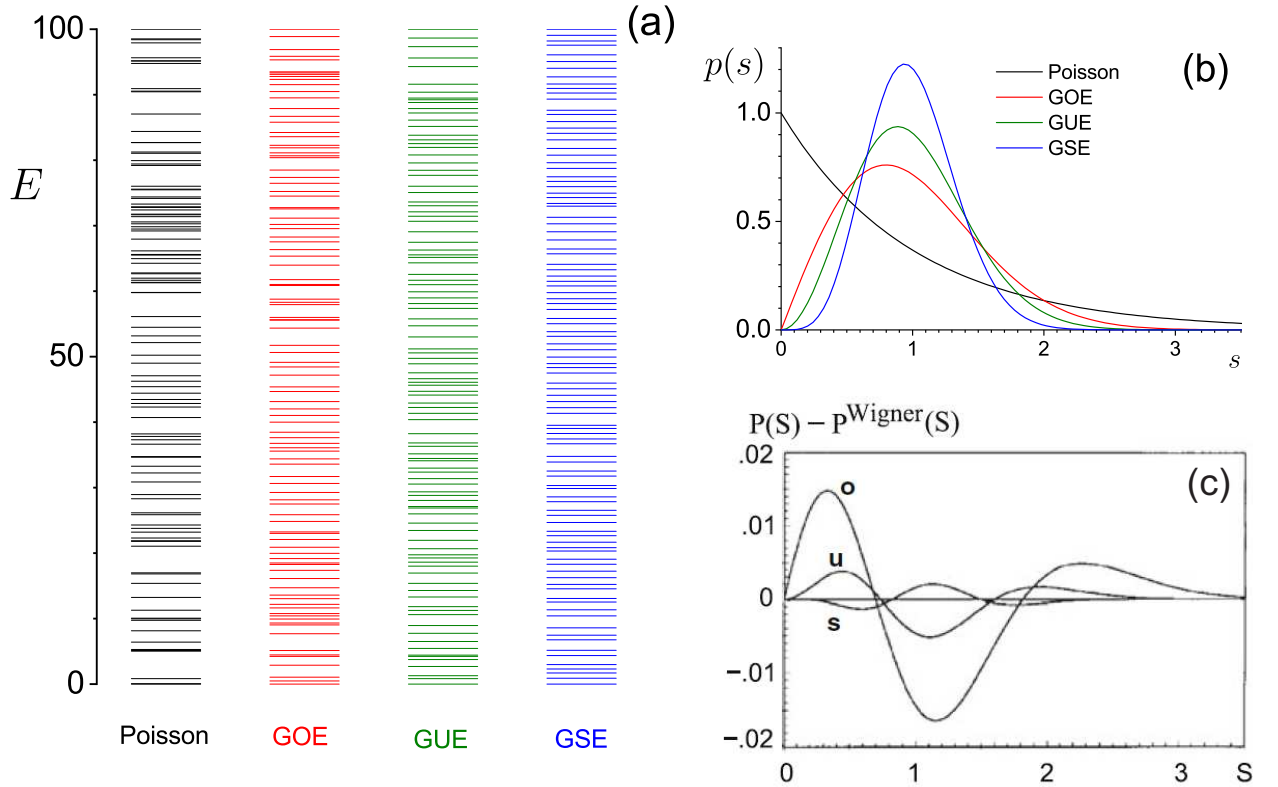 (a)
100
50
0
E
Poisson
GOE
GUE
GSE
(b)
p(s)
1.0
0.5
0.0
0
1
2
3
s
Poisson
GOE
GUE
GSE
P(S) – P^Wigner(S)
(c)
.02
.01
0
–.01
–.02
o
u
s
0
1
2
3
S